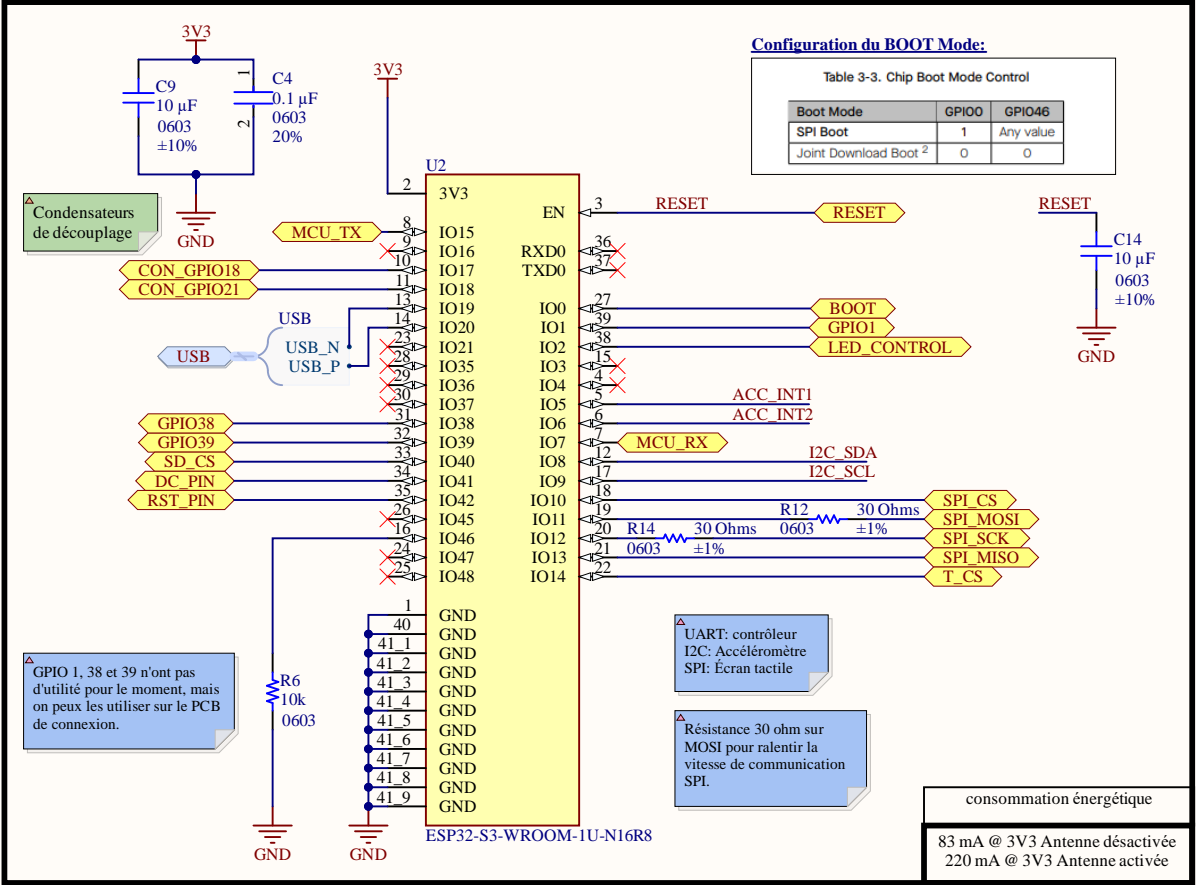 3V3
C9
10 µF
0603
±10%
1
2
C4
0.1 µF
0603
20%
GND
Condensateurs
de découplage
3V3
Configuration du BOOT Mode:
Table 3-3. Chip Boot Mode Control
Boot Mode GPIO0 GPIO46
SPI Boot 1 Any value
Joint Download Boot 2 0 0
RESET
C14
10 µF
0603
±10%
GND
U2
2 3V3
EN 3 RESET RESET
MCU_TX 8 IO15
9 IO16
RXD0 36
CON_GPIO18 10 IO17
TXD0 37
CON_GPIO21 11 IO18
USB
USB
USB_N
USB_P
13 IO19
IO0 27 BOOT
14 IO20
IO1 39 GPIO1
23 IO21
IO2 38 LED_CONTROL
28 IO35
IO3 15
29 IO36
IO4 4
30 IO37
IO5 5 ACC_INT1
GPIO38 31 IO38
IO6 6 ACC_INT2
GPIO39 32 IO39
IO7 7 MCU_RX
SD_CS 33 IO40
IO8 12 I2C_SDA
DC_PIN 34 IO41
IO9 17 I2C_SCL
RST_PIN 35 IO42
IO10 18 SPI_CS
26 IO45
IO11 19 R12 0603 30 Ohms ±1% SPI_MOSI
16 IO46
IO12 20 R14 0603 30 Ohms ±1% SPI_SCK
24 IO47
IO13 21 SPI_MISO
25 IO48
IO14 22 T_CS
1 GND
40 GND
41_1 GND
41_2 GND
41_3 GND
41_4 GND
41_5 GND
41_6 GND
41_7 GND
41_8 GND
41_9 GND
ESP32-S3-WROOM-1U-N16R8
GND
R6
10k
0603
GND
GPIO 1, 38 et 39 n'ont pas
d'utilité pour le moment, mais
on peux les utiliser sur le PCB
de connexion.
UART: contrôleur
I2C: Accéléromètre
SPI: Écran tactile
Résistance 30 ohm sur
MOSI pour ralentir la
vitesse de communication
SPI.
consommation énergétique
83 mA @ 3V3 Antenne désactivée
220 mA @ 3V3 Antenne activée